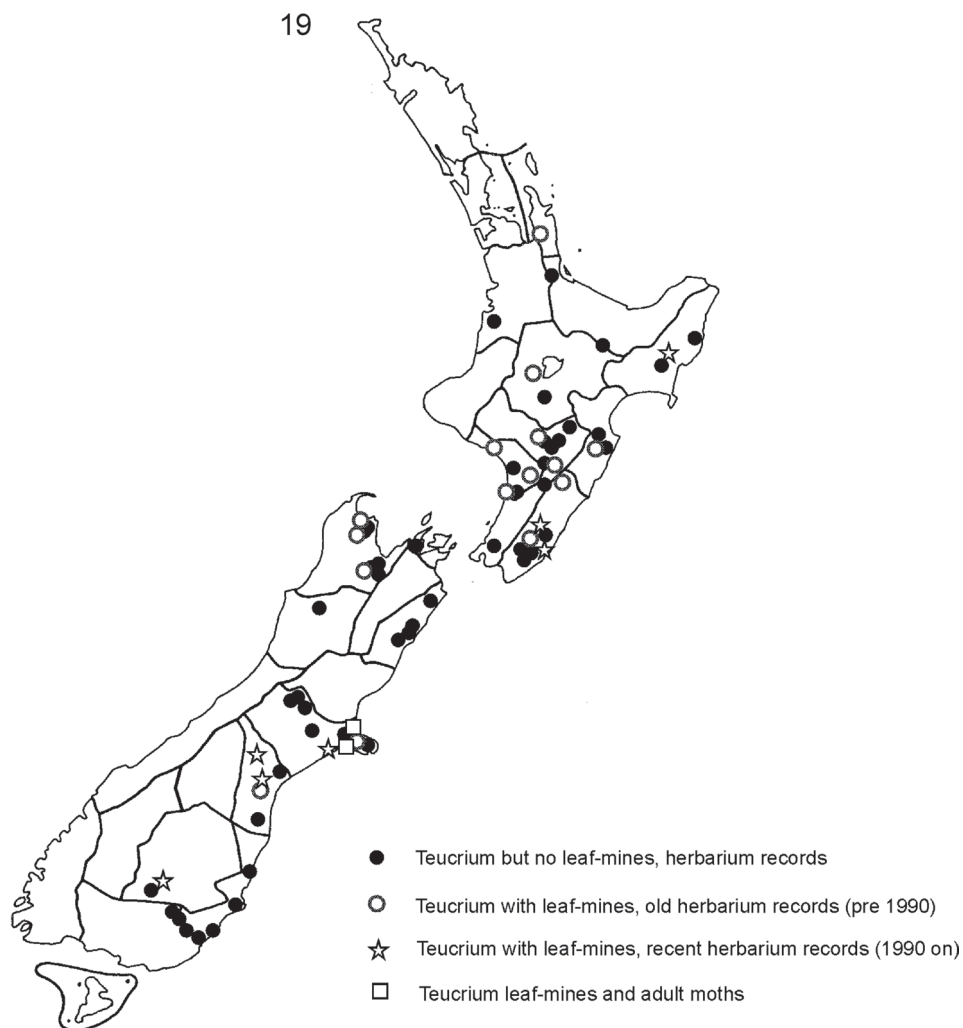 19
Teucrium but no leaf-mines, herbarium records
Teucrium with leaf-mines, old herbarium records (pre 1990)
Teucrium with leaf-mines, recent herbarium records (1990 on)
Teucrium leaf-mines and adult moths